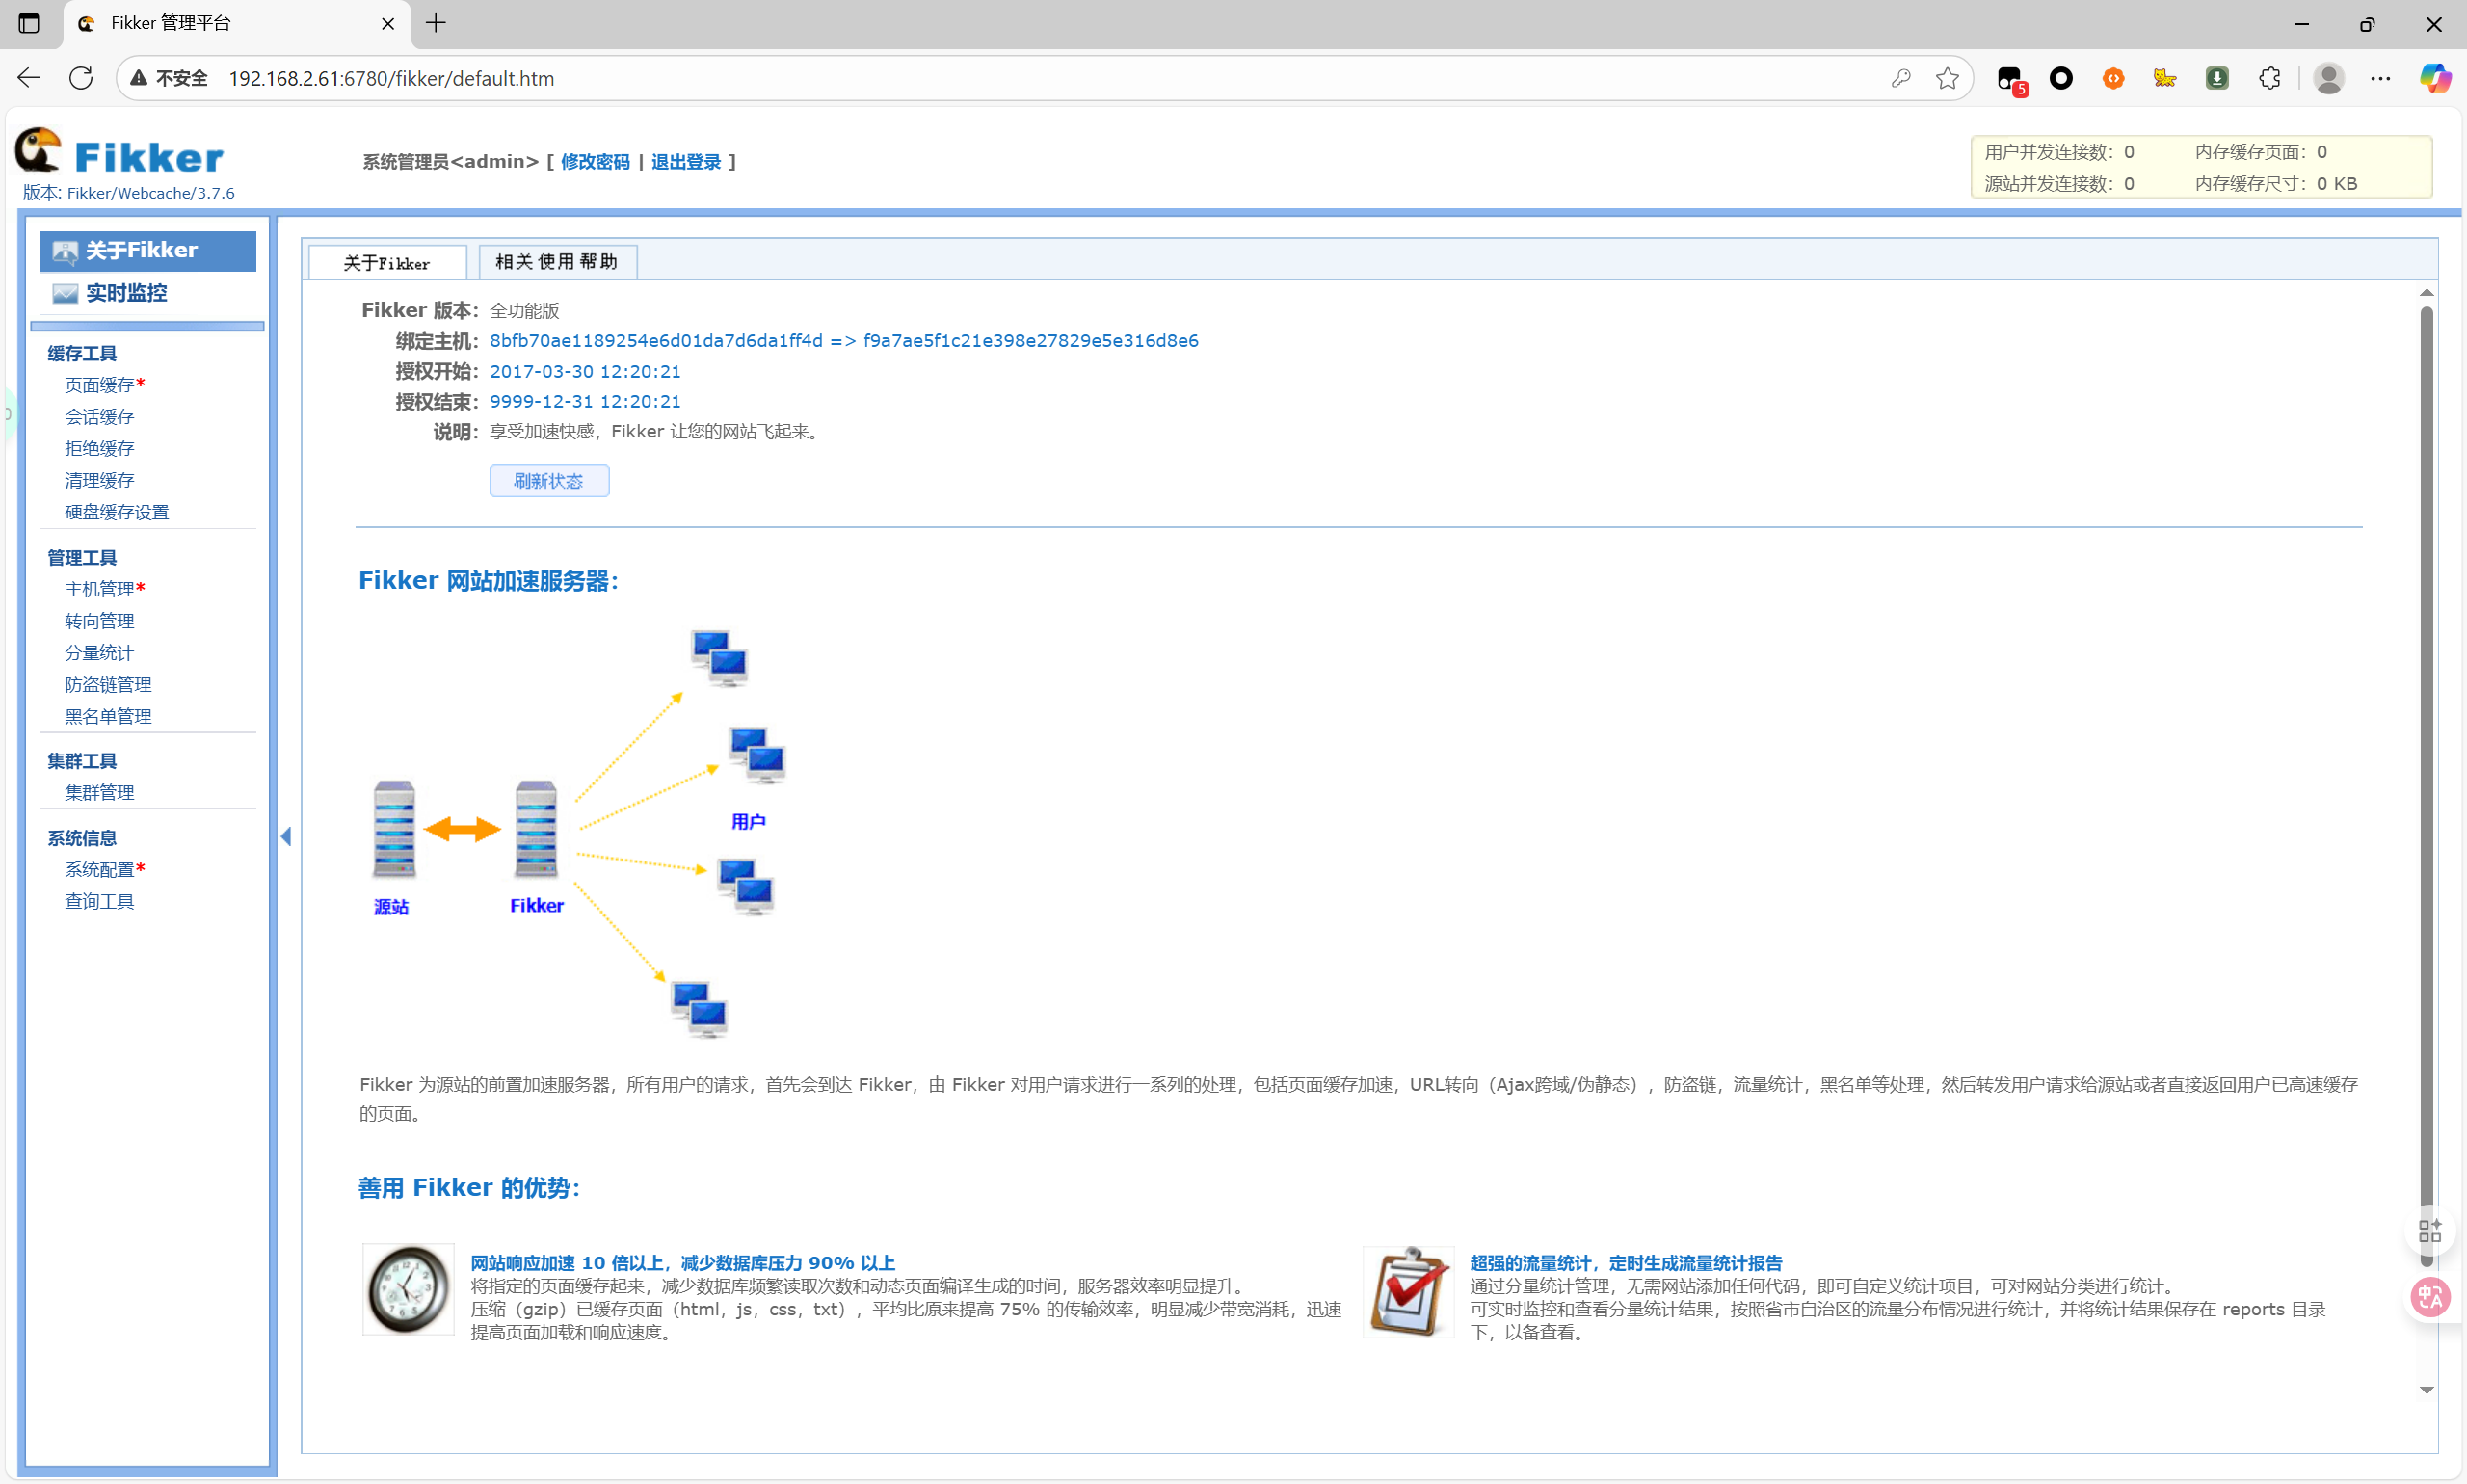 Fikker 管理平台
不安全 192.168.2.61:6780/fikker/default.htm
5
Fikker
版本: Fikker/Webcache/3.7.6
系统管理员<admin> [ 修改密码 | 退出登录 ]
用户并发连接数：0 内存缓存页面：0
源站并发连接数：0 内存缓存尺寸：0 KB
关于Fikker
实时监控
缓存工具
页面缓存*
会话缓存
拒绝缓存
清理缓存
硬盘缓存设置
管理工具
主机管理*
转向管理
分量统计
防盗链管理
黑名单管理
集群工具
集群管理
系统信息
系统配置*
查询工具
关于Fikker 相关使用帮助
Fikker 版本：全功能版
绑定主机：8bfb70ae1189254e6d01da7d6da1ff4d => f9a7ae5f1c21e398e27829e5e316d8e6
授权开始：2017-03-30 12:20:21
授权结束：9999-12-31 12:20:21
说明：享受加速快感，Fikker 让您的网站飞起来。
刷新状态
Fikker 网站加速服务器：
用户
源站
Fikker
Fikker 为源站的前置加速服务器，所有用户的请求，首先会到达 Fikker，由 Fikker 对用户请求进行一系列的处理，包括页面缓存加速，URL转向（Ajax跨域/伪静态），防盗链，流量统计，黑名单等处理，然后转发用户请求给源站或者直接返回用户已高速缓存
的页面。
善用 Fikker 的优势：
网站响应加速 10 倍以上，减少数据库压力 90% 以上
将指定的页面缓存起来，减少数据库频繁读取次数和动态页面编译生成的时间，服务器效率明显提升。
压缩（gzip）已缓存页面（html，js，css，txt），平均比原来提高 75% 的传输效率，明显减少带宽消耗，迅速
提高页面加载和响应速度。
超强的流量统计，定时生成流量统计报告
通过分量统计管理，无需网站添加任何代码，即可自定义统计项目，可对网站分类进行统计。
可实时监控和查看分量统计结果，按照省市自治区的流量分布情况进行统计，并将统计结果保存在 reports 目录
下，以备查看。